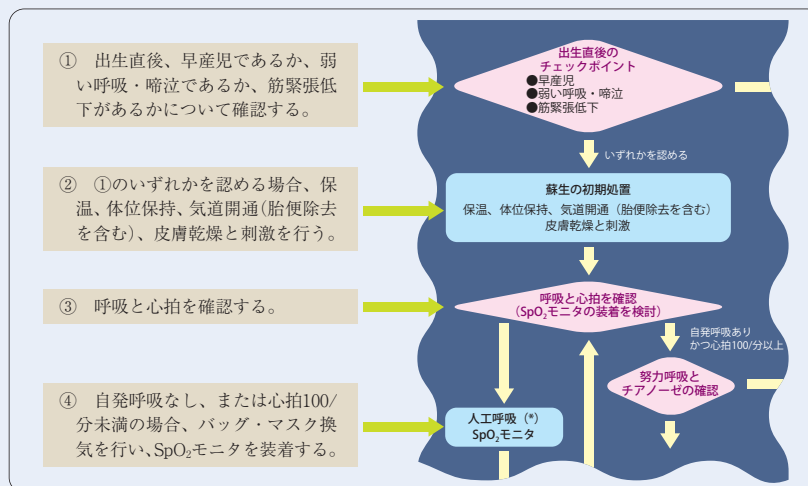 ① 出生直後、早産児であるか、弱
い呼吸・啼泣であるか、筋緊張低
下があるかについて確認する。
出生直後の
チェックポイント
●早産児
●弱い呼吸・啼泣
●筋緊張低下
いずれかを認める
② ①のいずれかを認める場合、保
温、体位保持、気道開通(胎便除去
を含む)、皮膚乾燥と刺激を行う。
蘇生の初期処置
保温、体位保持、気道開通（胎便除去を含む）
皮膚乾燥と刺激
③ 呼吸と心拍を確認する。
呼吸と心拍を確認
（SpO₂モニタの装着を検討）
自発呼吸あり
かつ心拍100/分以上
努力呼吸と
チアノーゼの確認
④ 自発呼吸なし、または心拍100/
分未満の場合、バッグ・マスク換
気を行い、SpO₂モニタを装着する。
人工呼吸（*）
SpO₂モニタ